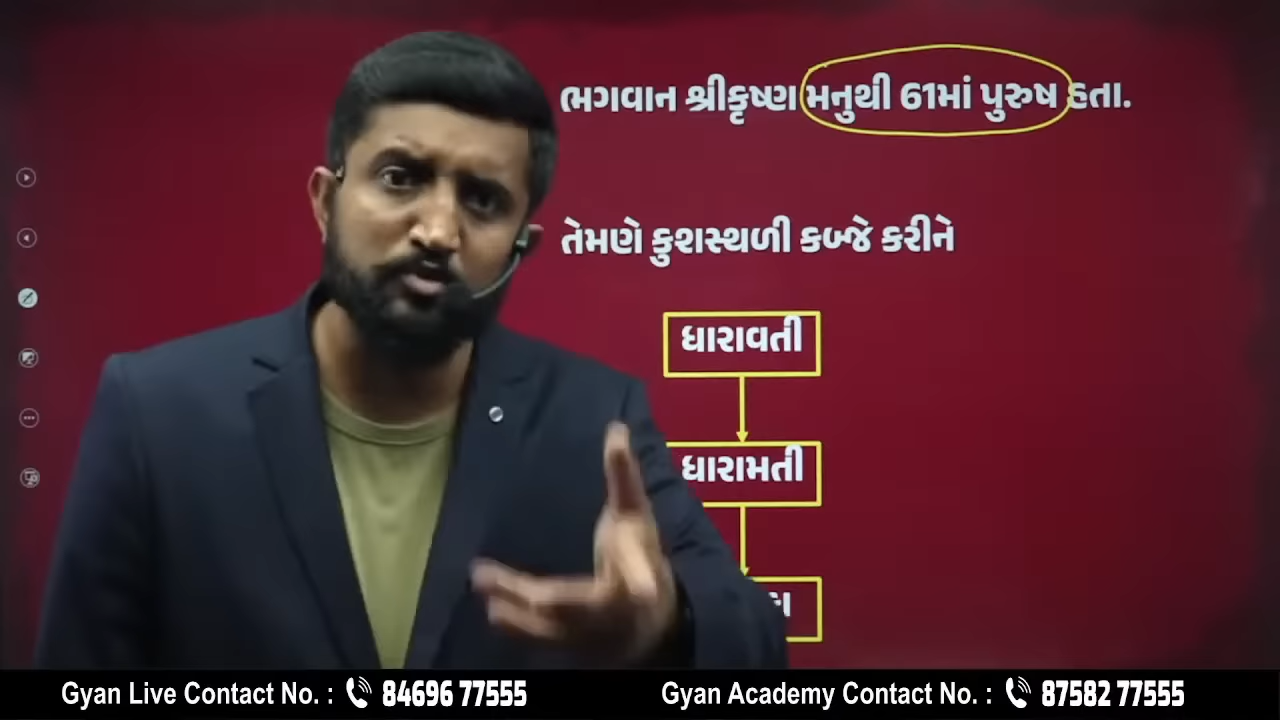 ભગવાન શ્રીકૃષ્ણ મનુથી 61માં પુરુષ હતા.
તેમણે કુશસ્થળી કબ્જે કરીને
ધારાવતી
ધારામતી
Gyan Live Contact No. : 84696 77555
Gyan Academy Contact No. : 87582 77555